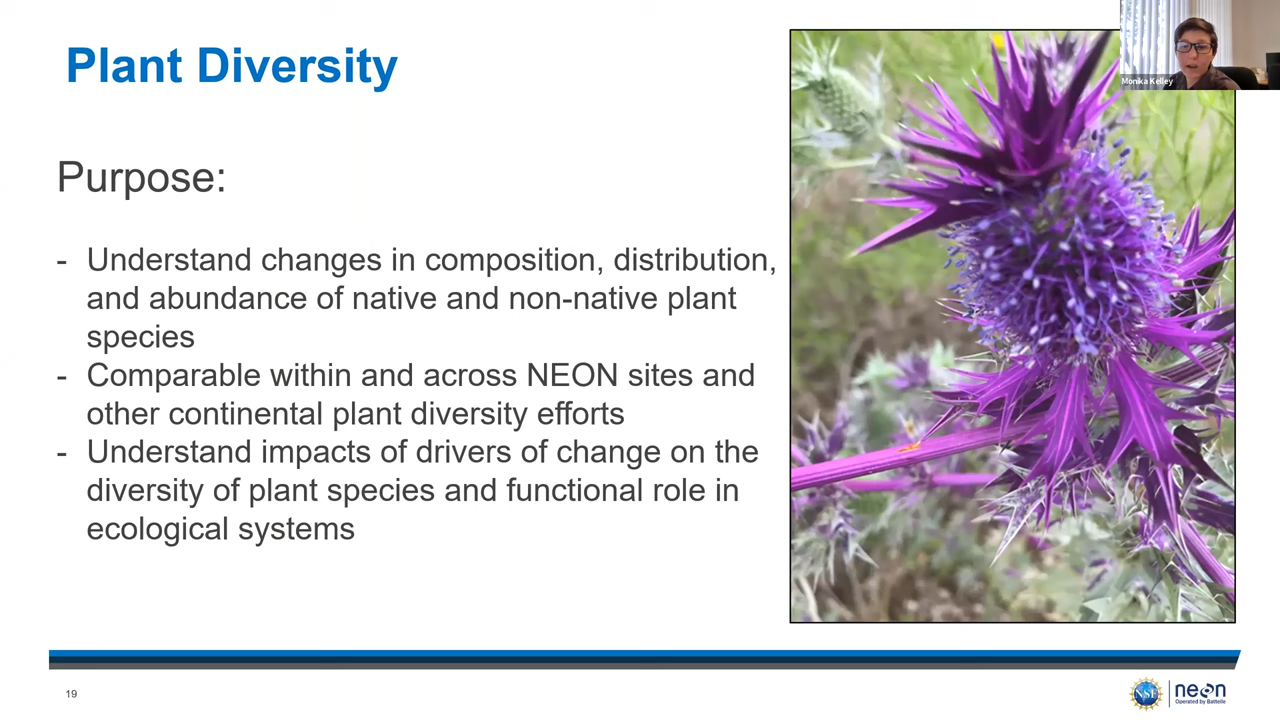 Plant Diversity
Monika Kelley
Purpose:
- Understand changes in composition, distribution,
and abundance of native and non-native plant
species
- Comparable within and across NEON sites and
other continental plant diversity efforts
- Understand impacts of drivers of change on the
diversity of plant species and functional role in
ecological systems
19
NSF
neon
Operated by Battelle